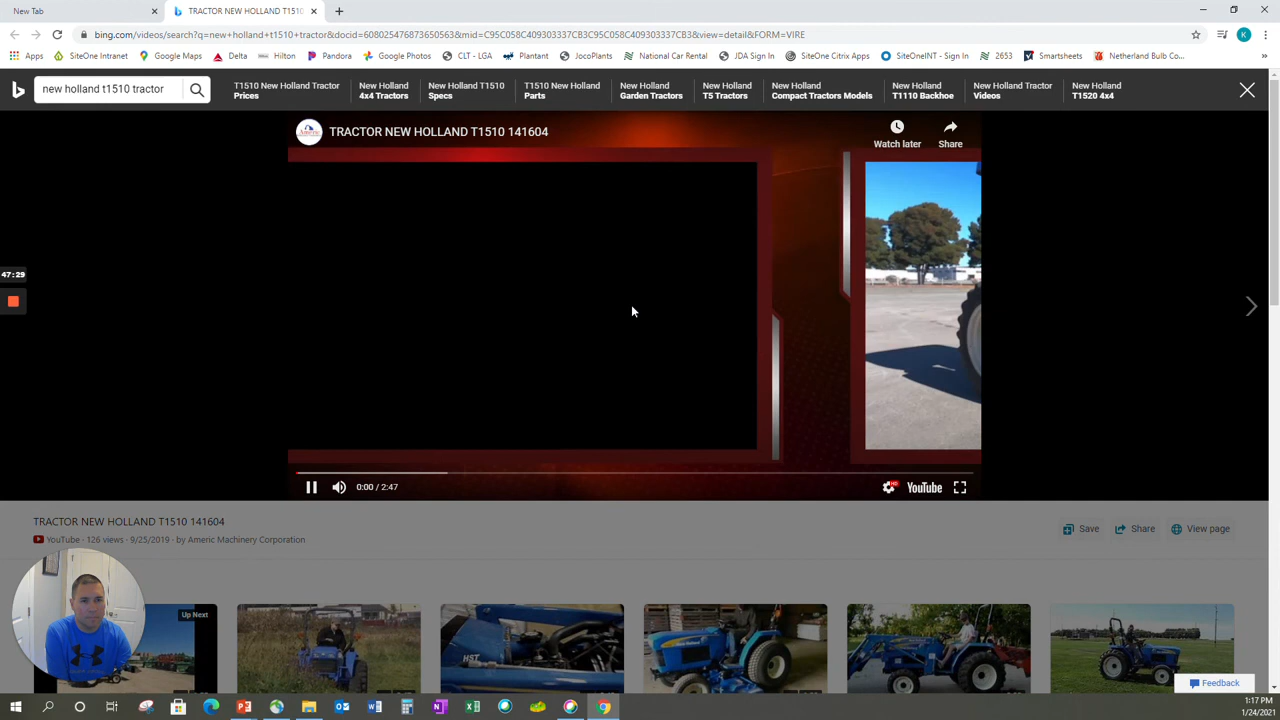 New Tab
TRACTOR NEW HOLLAND T1510
bing.com/videos/search?q=new+holland+t1510+tractor&docid=608025476873650563&mid=C95C058C409303337CB3C95C058C409303337CB3&view=detail&FORM=VIRE
K
Apps
SiteOne Intranet
Google Maps
Delta
Hilton
Pandora
Google Photos
CLT - LGA
Plantant
JocoPlants
National Car Rental
JDA Sign In
SiteOne Citrix Apps
SiteOneINT - Sign In
2653
Smartsheets
Netherland Bulb Co...
new holland t1510 tractor
T1510 New Holland Tractor
Prices
New Holland
4x4 Tractors
New Holland T1510
Specs
T1510 New Holland
Parts
New Holland
Garden Tractors
New Holland
T5 Tractors
New Holland
Compact Tractors Models
New Holland
T1110 Backhoe
New Holland Tractor
Videos
New Holland
T1520 4x4
TRACTOR NEW HOLLAND T1510 141604
Watch later
Share
47:29
0:00 / 2:47
HD
YouTube
TRACTOR NEW HOLLAND T1510 141604
YouTube - 126 views - 9/25/2019 - by Americ Machinery Corporation
Save
Share
View page
Up Next
HST
Feedback
1:17 PM
1/24/2021